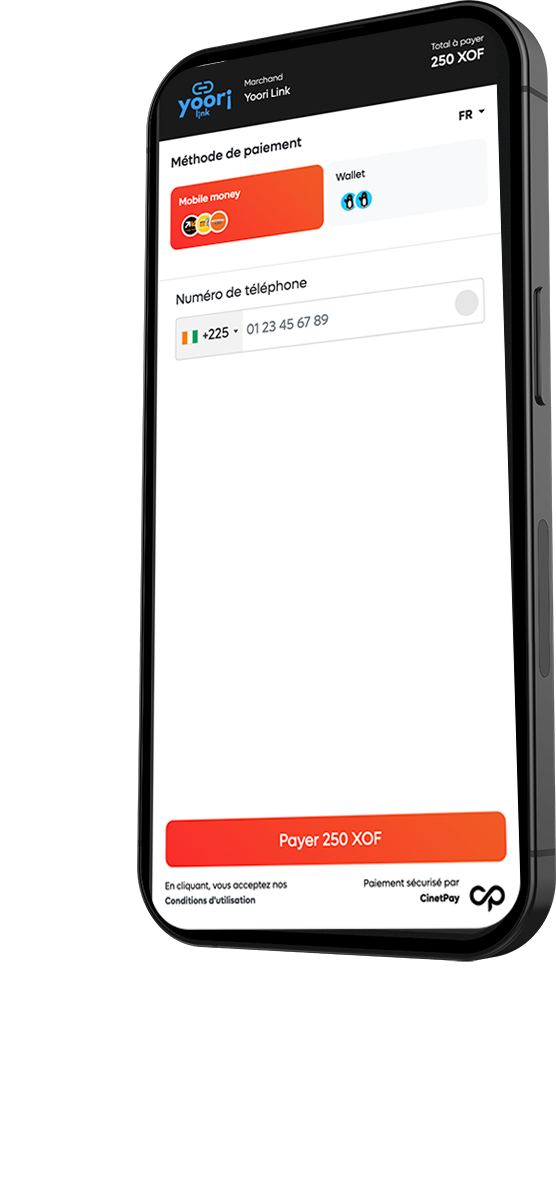 yoori
link
Marchand
Yoori Link
Total à payer
250 XOF
FR
Méthode de paiement
Mobile money
Wallet
Numéro de téléphone
+225
01 23 45 67 89
Payer 250 XOF
En cliquant, vous acceptez nos
Conditions d'utilisation
Paiement sécurisé par
CinetPay